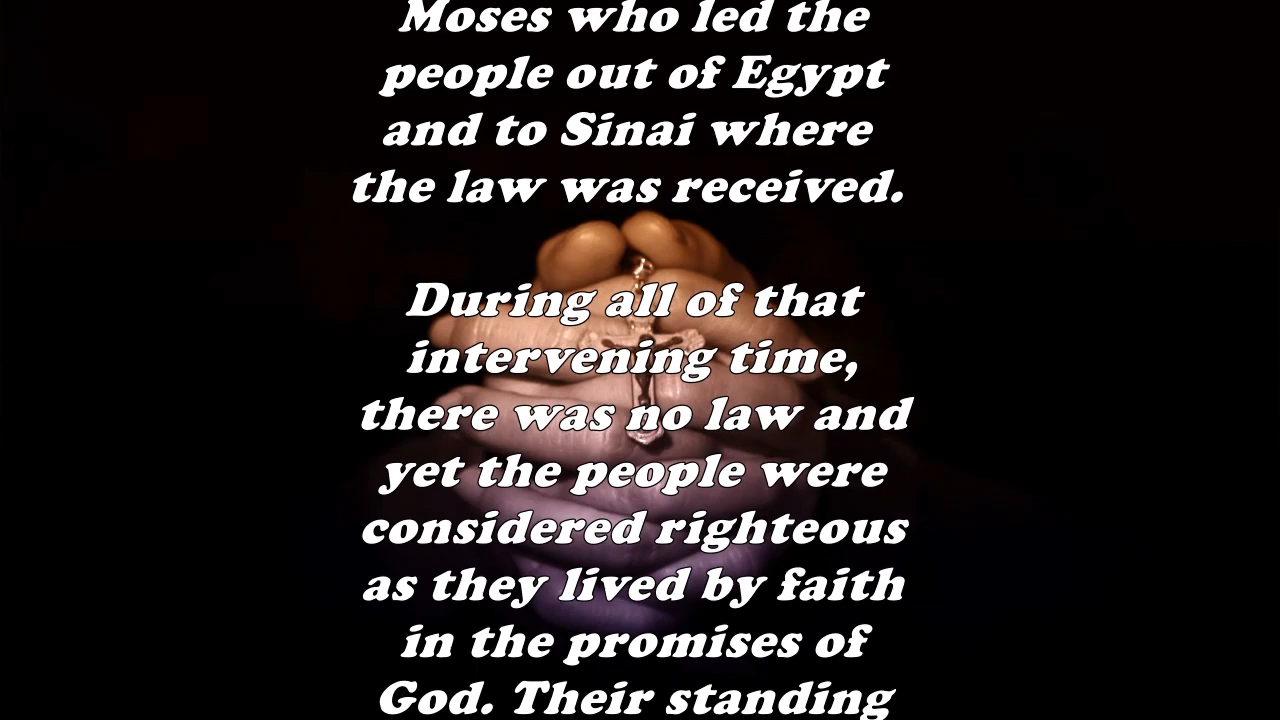 Moses who led the
people out of Egypt
and to Sinai where
the law was received.
During all of that
intervening time,
there was no law and
yet the people were
considered righteous
as they lived by faith
in the promises of
God. Their standing